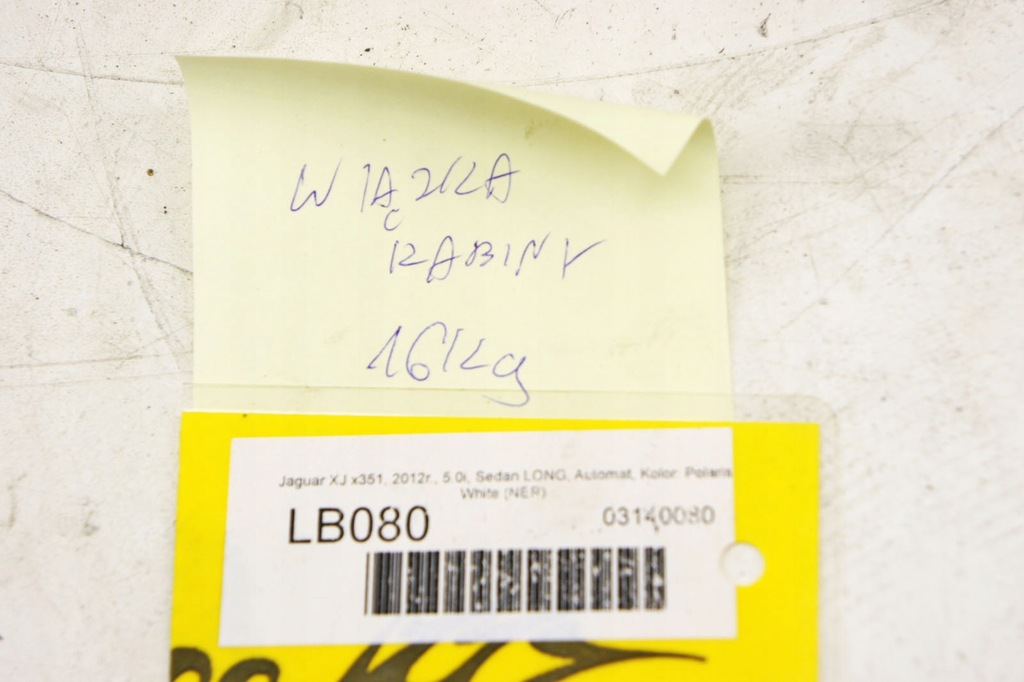 WIĄZKA
KABINY
16Kg
Jaguar XJ x351, 2012r., 5.0i, Sedan LONG, Automat, Kolor: Polaris
White (NER)
LB080
03140080